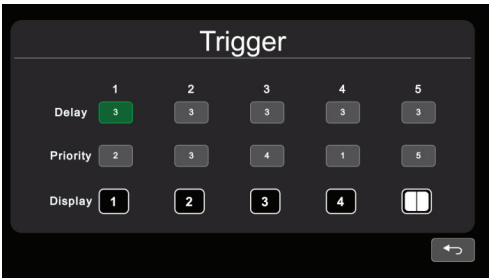 Trigger
1 2 3 4 5
Delay 3 3 3 3 3
Priority 2 3 4 1 5
Display 1 2 3 4